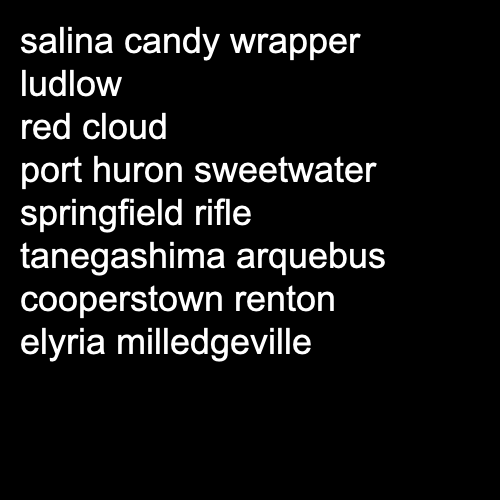 salina candy wrapper
ludlow
red cloud
port huron sweetwater
springfield rifle
tanegashima arquebus
cooperstown renton
elyria milledgeville